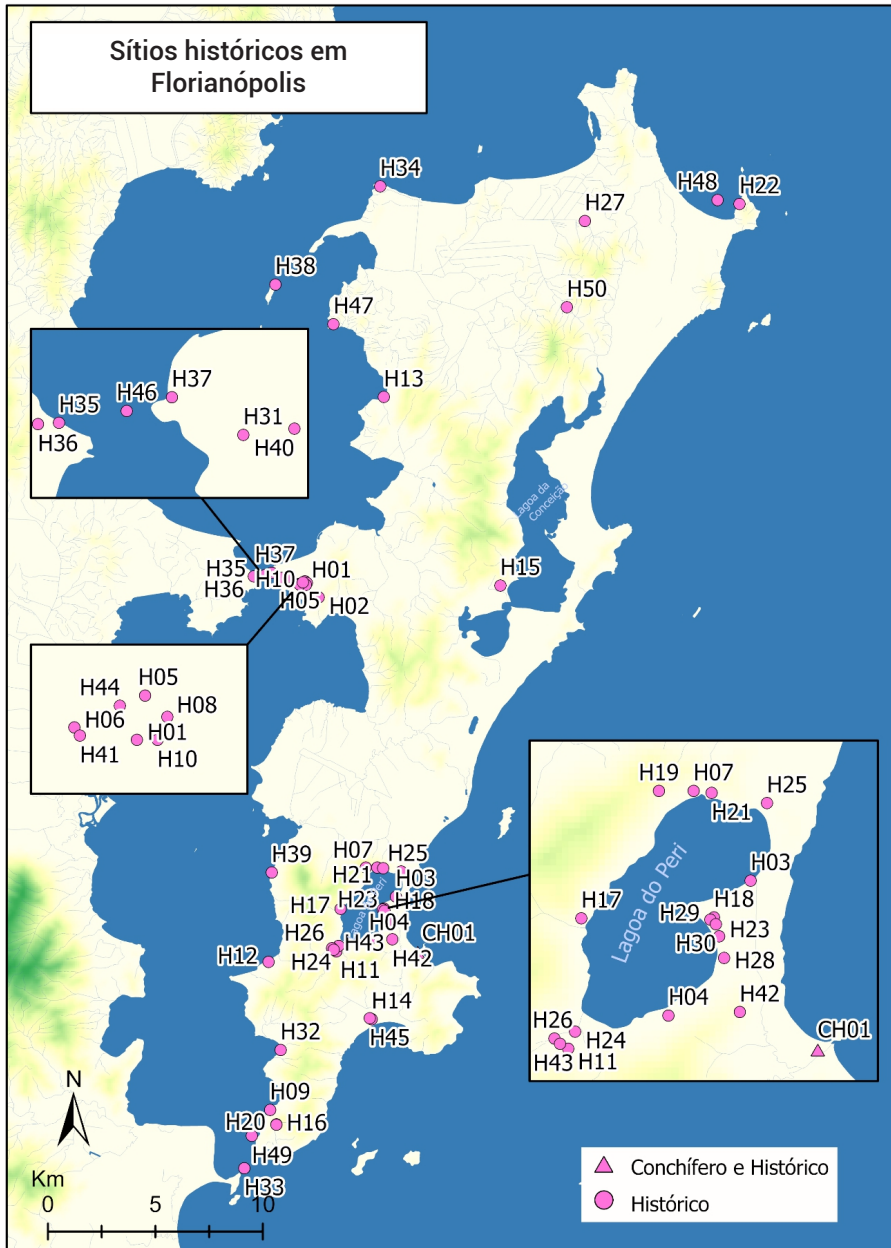 Sítios históricos em
Florianópolis
H34
H48
H22
H27
H38
H50
H47
H13
H37
H46
H35
H31
H36
H40
Lagoa da
Conceição
H37
H35
H01
H10
H36
H05
H02
H15
H05
H44
H08
H06
H01
H41
H10
H19
H07
H25
H21
H03
H17
H18
H29
H23
H30
Lagoa do Peri
H28
H04
H42
H26
H24
CH01
H43
H11
H39
H07
H25
H21
H03
H23
H18
H17
Lagoa do Peri
H04
H26
H43
CH01
H12
H24
H11
H42
H14
H45
H32
H09
H20
H16
H49
H33
N
Km
0
5
10
Conchífero e Histórico
Histórico